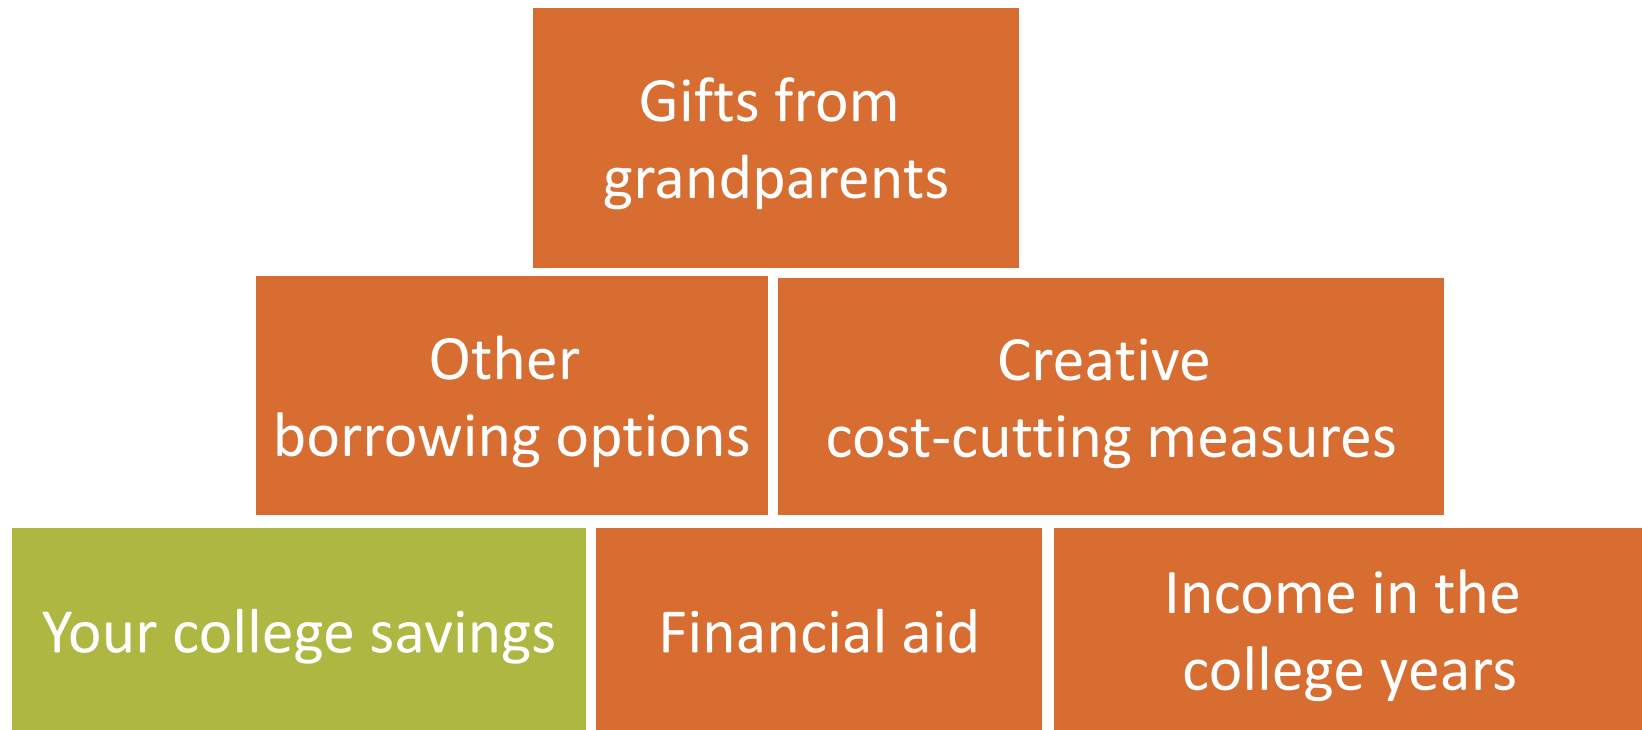 Gifts from
grandparents
Other
borrowing options
Creative
cost-cutting measures
Your college savings
Financial aid
Income in the
college years